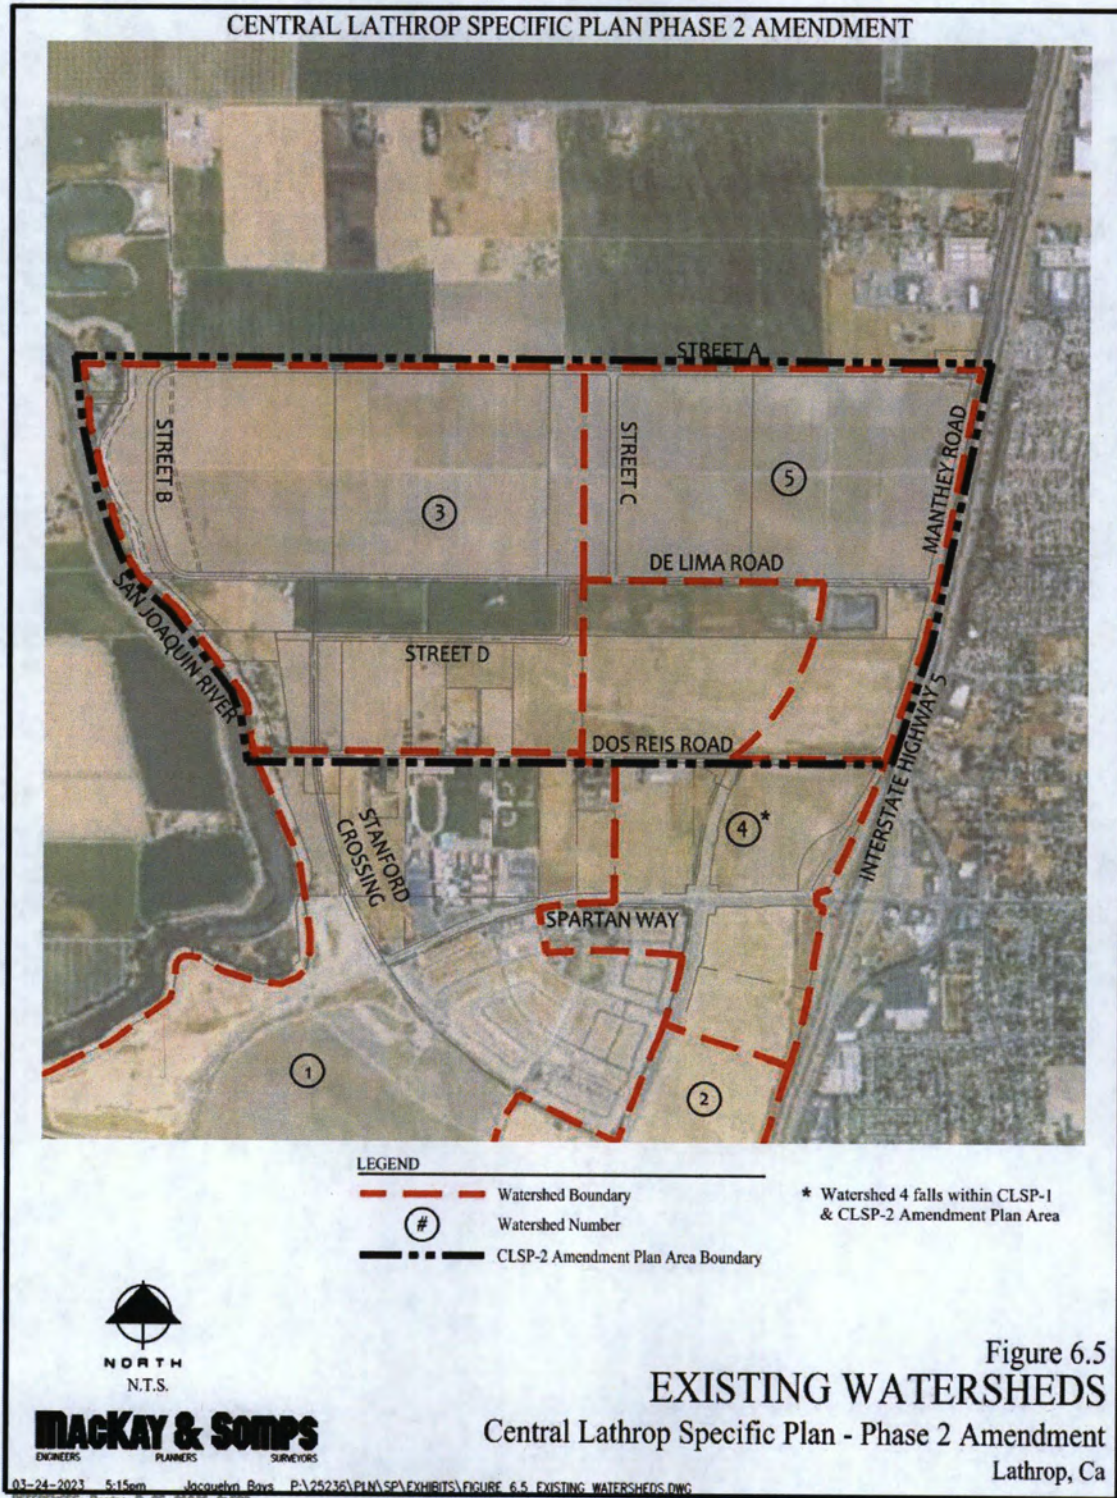 CENTRAL LATHROP SPECIFIC PLAN PHASE 2 AMENDMENT
STREET A
STREET B
STREET C
MANTHEY ROAD
5
3
DE LIMA ROAD
SAN JOAQUIN RIVER
STREET D
DOS REIS ROAD
INTERSTATE HIGHWAY 5
4*
STANFORD
CROSSING
SPARTAN WAY
1
2
LEGEND
Watershed Boundary
# Watershed Number
CLSP-2 Amendment Plan Area Boundary
* Watershed 4 falls within CLSP-1
& CLSP-2 Amendment Plan Area
NORTH
N.T.S.
MACKAY & SOMPS
ENGINEERS PLANNERS SURVEYORS
Figure 6.5
EXISTING WATERSHEDS
Central Lathrop Specific Plan - Phase 2 Amendment
Lathrop, Ca
03-24-2023 5:15pm Jacquelyn Bays P:\25236\PLN\SP\EXHIBITS\FIGURE 6.5 EXISTING WATERSHEDS.DWG